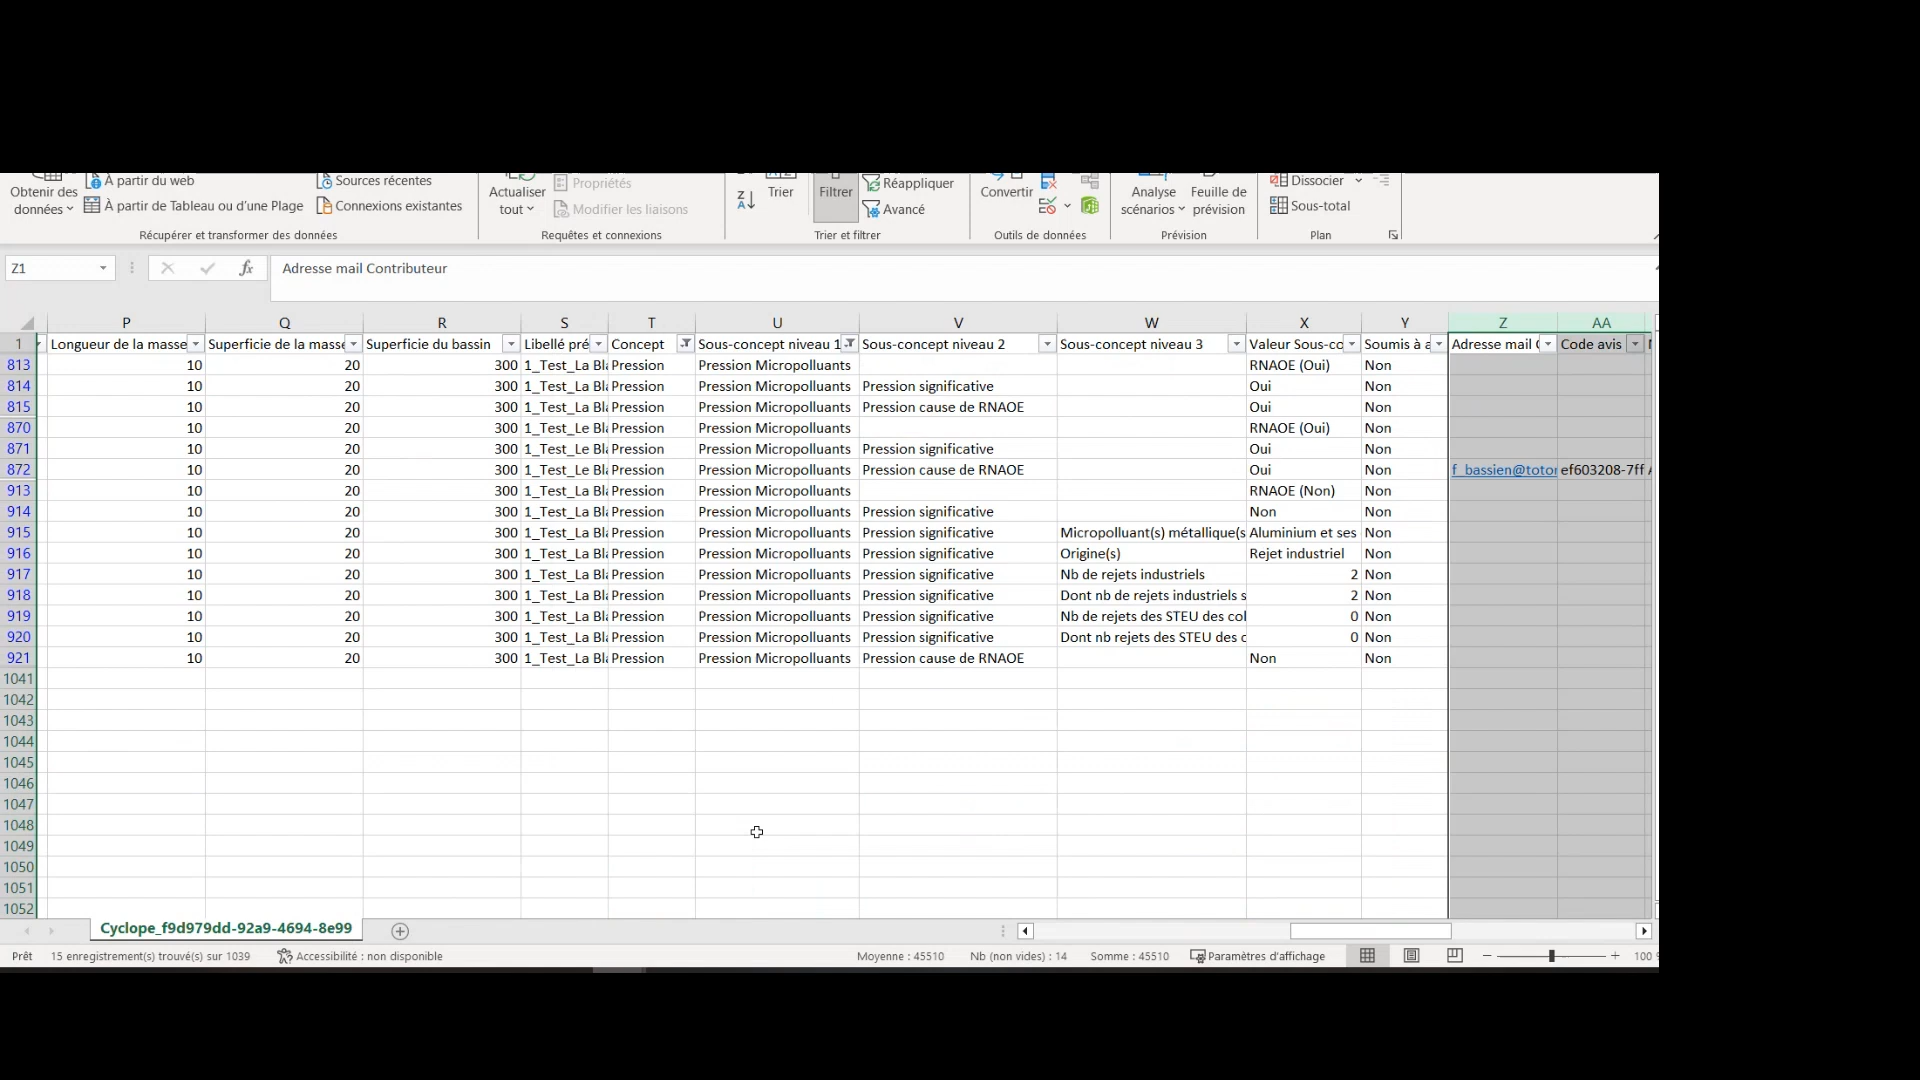 Obtenir des données
À partir du web
À partir de Tableau ou d'une Plage
Sources récentes
Connexions existantes
Récupérer et transformer des données
Actualiser tout
Propriétés
Modifier les liaisons
Requêtes et connexions
Trier
Filtrer
Réappliquer
Avancé
Trier et filtrer
Convertir
Outils de données
Analyse scénarios
Feuille de prévision
Prévision
Dissocier
Sous-total
Plan
Z1
fx
Adresse mail Contributeur
P Q R S T U V W X Y Z AA
1 Longueur de la masse Superficie de la masse Superficie du bassin Libellé pré Concept Sous-concept niveau 1 Sous-concept niveau 2 Sous-concept niveau 3 Valeur Sous-co Soumis à a Adresse mail Code avis
813 10 20 300 1_Test_La Bla Pression Pression Micropolluants RNAOE (Oui) Non
814 10 20 300 1_Test_La Bla Pression Pression Micropolluants Pression significative Oui Non
815 10 20 300 1_Test_La Bla Pression Pression Micropolluants Pression cause de RNAOE Oui Non
870 10 20 300 1_Test_Le Bla Pression Pression Micropolluants RNAOE (Oui) Non
871 10 20 300 1_Test_Le Bla Pression Pression Micropolluants Pression significative Oui Non
872 10 20 300 1_Test_Le Bla Pression Pression Micropolluants Pression cause de RNAOE Oui Non f_bassien@toto ef603208-7ff
913 10 20 300 1_Test_La Bla Pression Pression Micropolluants RNAOE (Non) Non
914 10 20 300 1_Test_La Bla Pression Pression Micropolluants Pression significative Non Non
915 10 20 300 1_Test_La Bla Pression Pression Micropolluants Pression significative Micropolluant(s) métallique(s Aluminium et ses Non
916 10 20 300 1_Test_La Bla Pression Pression Micropolluants Pression significative Origine(s) Rejet industriel Non
917 10 20 300 1_Test_La Bla Pression Pression Micropolluants Pression significative Nb de rejets industriels 2 Non
918 10 20 300 1_Test_La Bla Pression Pression Micropolluants Pression significative Dont nb de rejets industriels s 2 Non
919 10 20 300 1_Test_La Bla Pression Pression Micropolluants Pression significative Nb de rejets des STEU des col 0 Non
920 10 20 300 1_Test_La Bla Pression Pression Micropolluants Pression significative Dont nb rejets des STEU des c 0 Non
921 10 20 300 1_Test_La Bla Pression Pression Micropolluants Pression cause de RNAOE Non Non
1041
1042
1043
1044
1045
1046
1047
1048
1049
1050
1051
1052
Cyclope_f9d979dd-92a9-4694-8e99
Prêt 15 enregistrement(s) trouvé(s) sur 1039 Accessibilité : non disponible Moyenne : 45510 Nb (non vides) : 14 Somme : 45510 Paramètres d'affichage 100